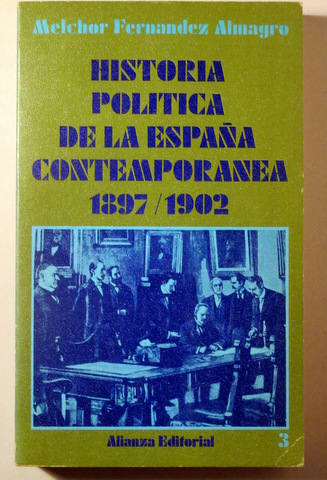 Melchor Fernandez Almagro
HISTORIA
POLITICA
DE LA ESPAÑA
CONTEMPORANEA
1897/1902
Alianza Editorial
3